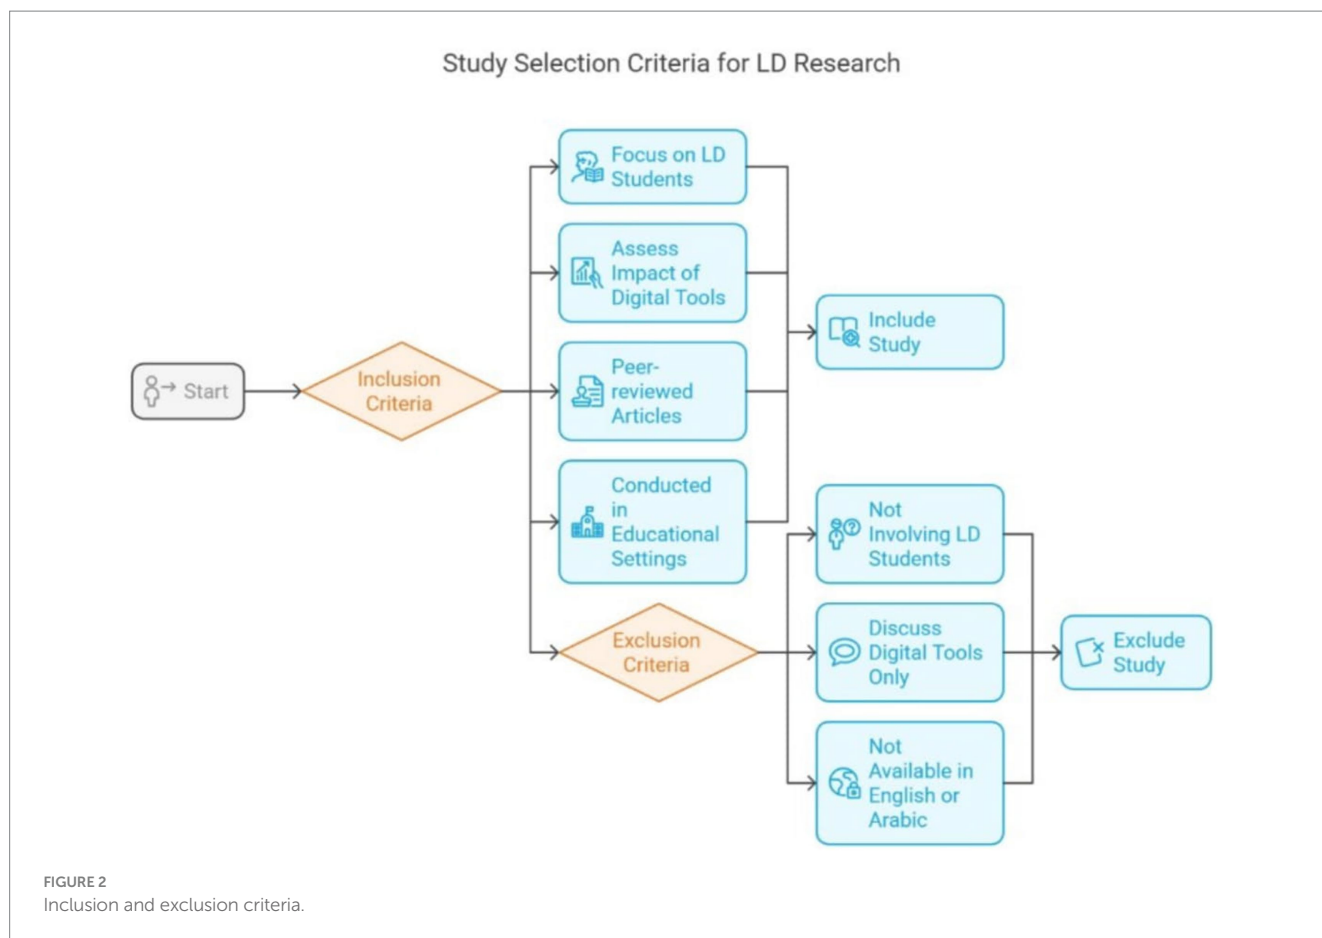 Study Selection Criteria for LD Research
Focus on LD
Students
Assess
Impact of
Digital Tools
Include
Study
Start
Inclusion
Criteria
Peer-
reviewed
Articles
Conducted
in
Educational
Settings
Not
Involving LD
Students
Exclusion
Criteria
Discuss
Digital Tools
Only
Exclude
Study
Not
Available in
English or
Arabic
FIGURE 2
Inclusion and exclusion criteria.